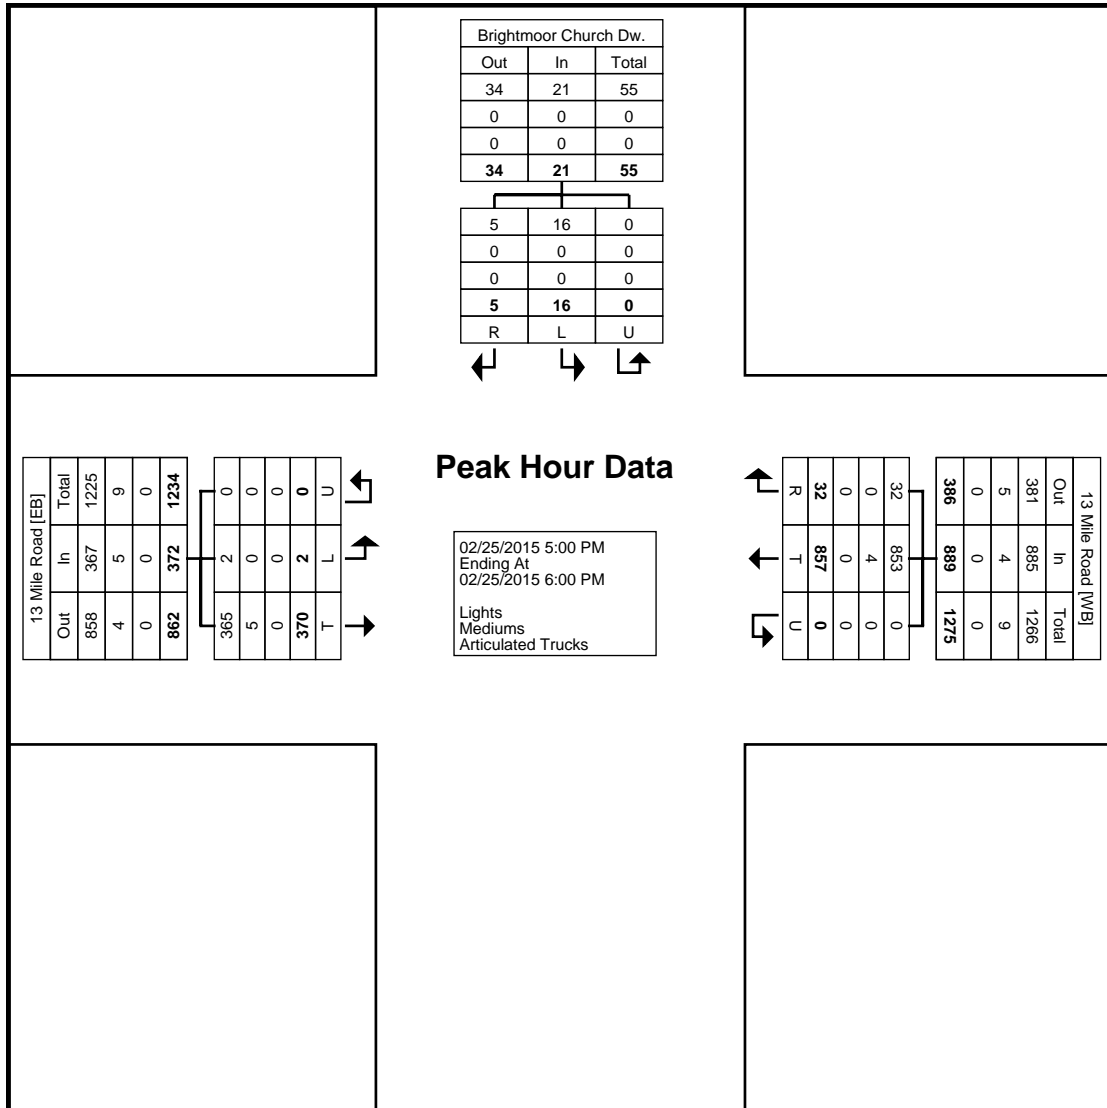 Brightmoor Church Dw.
Out In Total
34 21 55
0 0 0
0 0 0
34 21 55
5 16 0
0 0 0
0 0 0
5 16 0
R L U
Peak Hour Data
02/25/2015 5:00 PM
Ending At
02/25/2015 6:00 PM
Lights
Mediums
Articulated Trucks
13 Mile Road [EB]
Out In Total
858 367 1225
4 5 9
0 0 0
862 372 1234
365 2 0
5 0 0
0 0 0
370 2 0
T L U
13 Mile Road [WB]
Out In Total
381 885 1266
5 4 9
0 0 0
386 889 1275
32 853 0
0 4 0
0 0 0
32 857 0
R T U